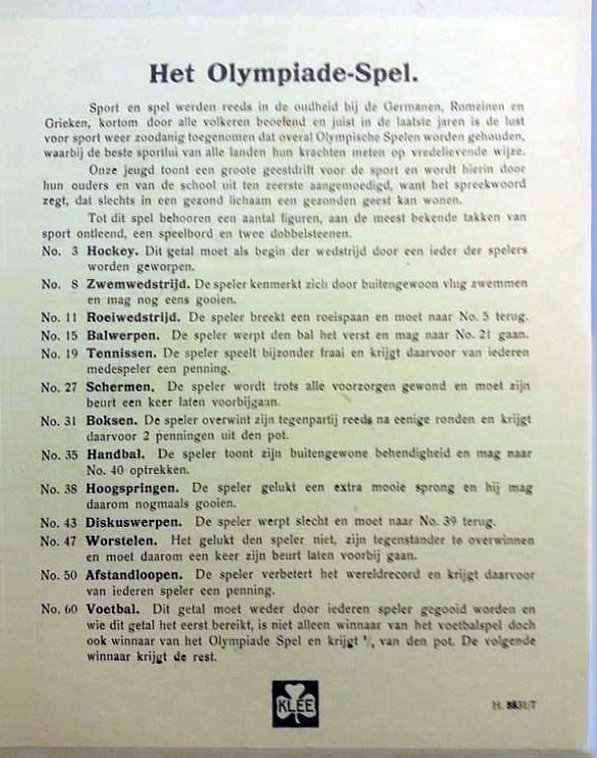 Het Olympiade-Spel.
Sport en spel werden reeds in de oudheid bij de Germanen, Romeinen en
Grieken, kortom door alle volkeren beoefend en juist in de laatste jaren is de lust
voor sport weer zoodanig toegenomen dat overal Olympische Spelen worden gehouden,
waarbij de beste sportlui van alle landen hun krachten meten op vredelievende wijze.
Onze jeugd toont een groote geestdrift voor de sport en wordt hierin door
hun ouders en van de school uit ten zeerste aangemoedigd, want het spreekwoord
zegt, dat slechts in een gezond lichaam een gezonden geest kan wonen.
Tot dit spel behooren een aantal figuren, aan de meest bekende takken van
sport ontleend, een speelbord en twee dobbelsteenen.
No. 3 Hockey. Dit getal moet als begin der wedstrijd door een ieder der spelers
worden geworpen.
No. 8 Zwemwedstrijd. De speler kenmerkt zich door buitengewoon vlug zwemmen
en mag nog eens gooien.
No. 11 Roeiwedstrijd. De speler breekt een roeispaan en moet naar No. 5 terug.
No. 15 Balwerpen. De speler werpt den bal het verst en mag naar No. 21 gaan.
No. 19 Tennissen. De speler speelt bijzonder fraai en krijgt daarvoor van iederen
medespeler een penning.
No. 27 Schermen. De speler wordt trots alle voorzorgen gewond en moet zijn
beurt een keer laten voorbijgaan.
No. 31 Boksen. De speler overwint zijn tegenpartij reeds na eenige ronden en krijgt
daarvoor 2 penningen uit den pot.
No. 35 Handbal. De speler toont zijn buitengewone behendigheid en mag naar
No. 40 optrekken.
No. 38 Hoogspringen. De speler gelukt een extra mooie sprong en hij mag
daarom nogmaals gooien.
No. 43 Diskuswerpen. De speler werpt slecht en moet naar No. 39 terug.
No. 47 Worstelen. Het gelukt den speler niet, zijn tegenstander te overwinnen
en moet daarom een keer zijn beurt laten voorbij gaan.
No. 50 Afstandloopen. De speler verbetert het wereldrecord en krijgt daarvoor
van iederen speler een penning.
No. 60 Voetbal. Dit getal moet weder door iederen speler gegooid worden en
wie dit getal het eerst bereikt, is niet alleen winnaar van het voetbalspel doch
ook winnaar van het Olympiade Spel en krijgt van den pot. De volgende
winnaar krijgt de rest.
KLEE
H.